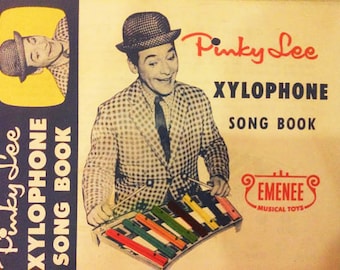 Pinky Lee
XYLOPHONE
SONG BOOK
Pinky Lee
XYLOPHONE
SONG BOOK
EMENEE
MUSICAL TOYS